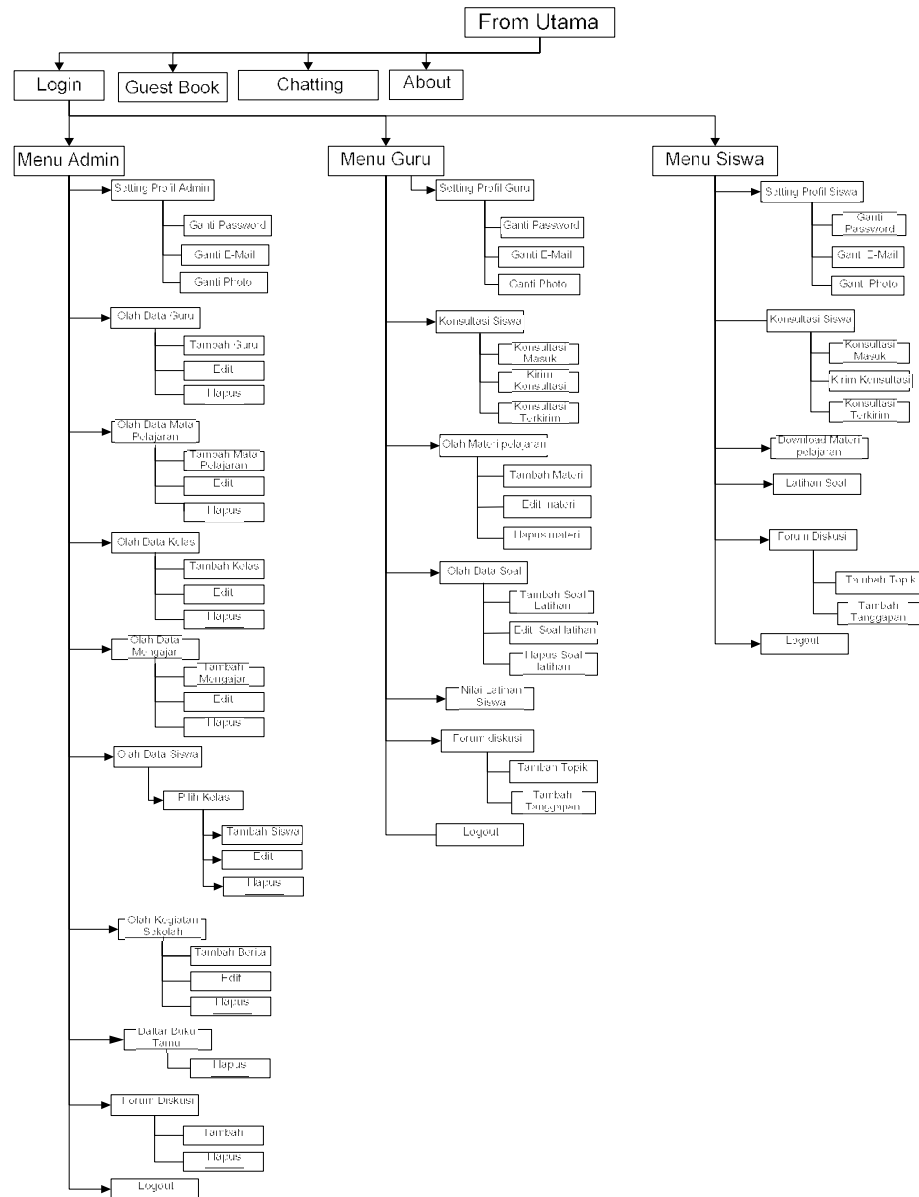 From Utama
Login
Guest Book
Chatting
About
Menu Admin
Setting Profil Admin
Ganti Password
Ganti E-Mail
Ganti Photo
Olah Data Guru
Tambah Guru
Edit
Hapus
Olah Data Mata
Pelajaran
Tambah Mata
Pelajaran
Edit
Hapus
Olah Data Kelas
Tambah Kelas
Edit
Hapus
Olah Data
Mengajar
Tambah
Mengajar
Edit
Hapus
Olah Data Siswa
Pilih Kelas
Tambah Siswa
Edit
Hapus
Olah Kegiatan
Sekolah
Tambah Berita
Edit
Hapus
Daftar Buku
Tamu
Hapus
Forum Diskusi
Tambah
Hapus
Logout
Menu Guru
Setting Profil Guru
Ganti Password
Ganti E-Mail
Ganti Photo
Konsultasi Siswa
Konsultasi
Masuk
Kirim
Konsultasi
Konsultasi
Terkirim
Olah Materi pelajaran
Tambah Materi
Edit materi
Hapus materi
Olah Data Soal
Tambah Soal
Latihan
Edit Soal latihan
Hapus Soal
latihan
Nilai Latihan
Siswa
Forum diskusi
Tambah Topik
Tambah
Tanggapan
Logout
Menu Siswa
Setting Profil Siswa
Ganti
Password
Ganti E-Mail
Ganti Photo
Konsultasi Siswa
Konsultasi
Masuk
Kirim Konsultasi
Konsultasi
Terkirim
Download Materi
pelajaran
Latihan Soal
Forum Diskusi
Tambah Topik
Tambah
Tanggapan
Logout